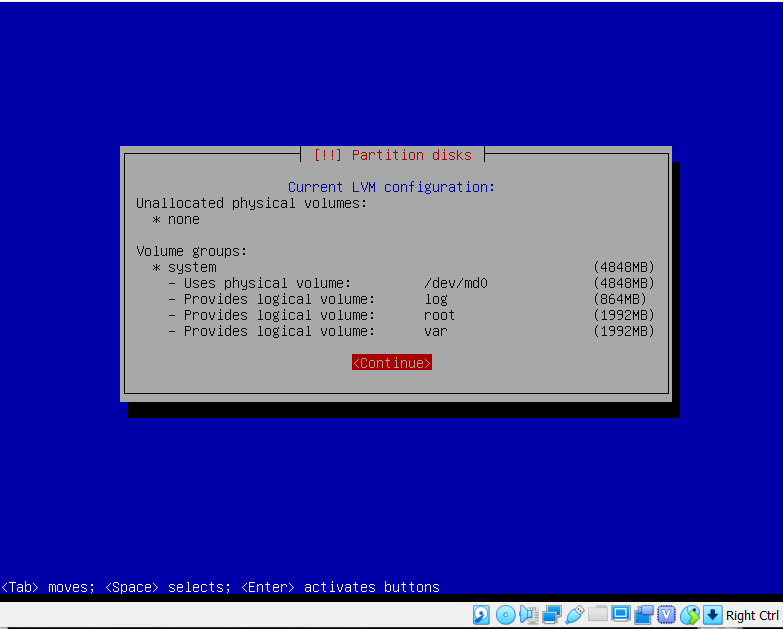 [!!] Partition disks
Current LVM configuration:
Unallocated physical volumes:
* none
Volume groups:
* system (4848MB)
- Uses physical volume: /dev/md0 (4848MB)
- Provides logical volume: log (864MB)
- Provides logical volume: root (1992MB)
- Provides logical volume: var (1992MB)
<Continue>
<Tab> moves; <Space> selects; <Enter> activates buttons
Right Ctrl